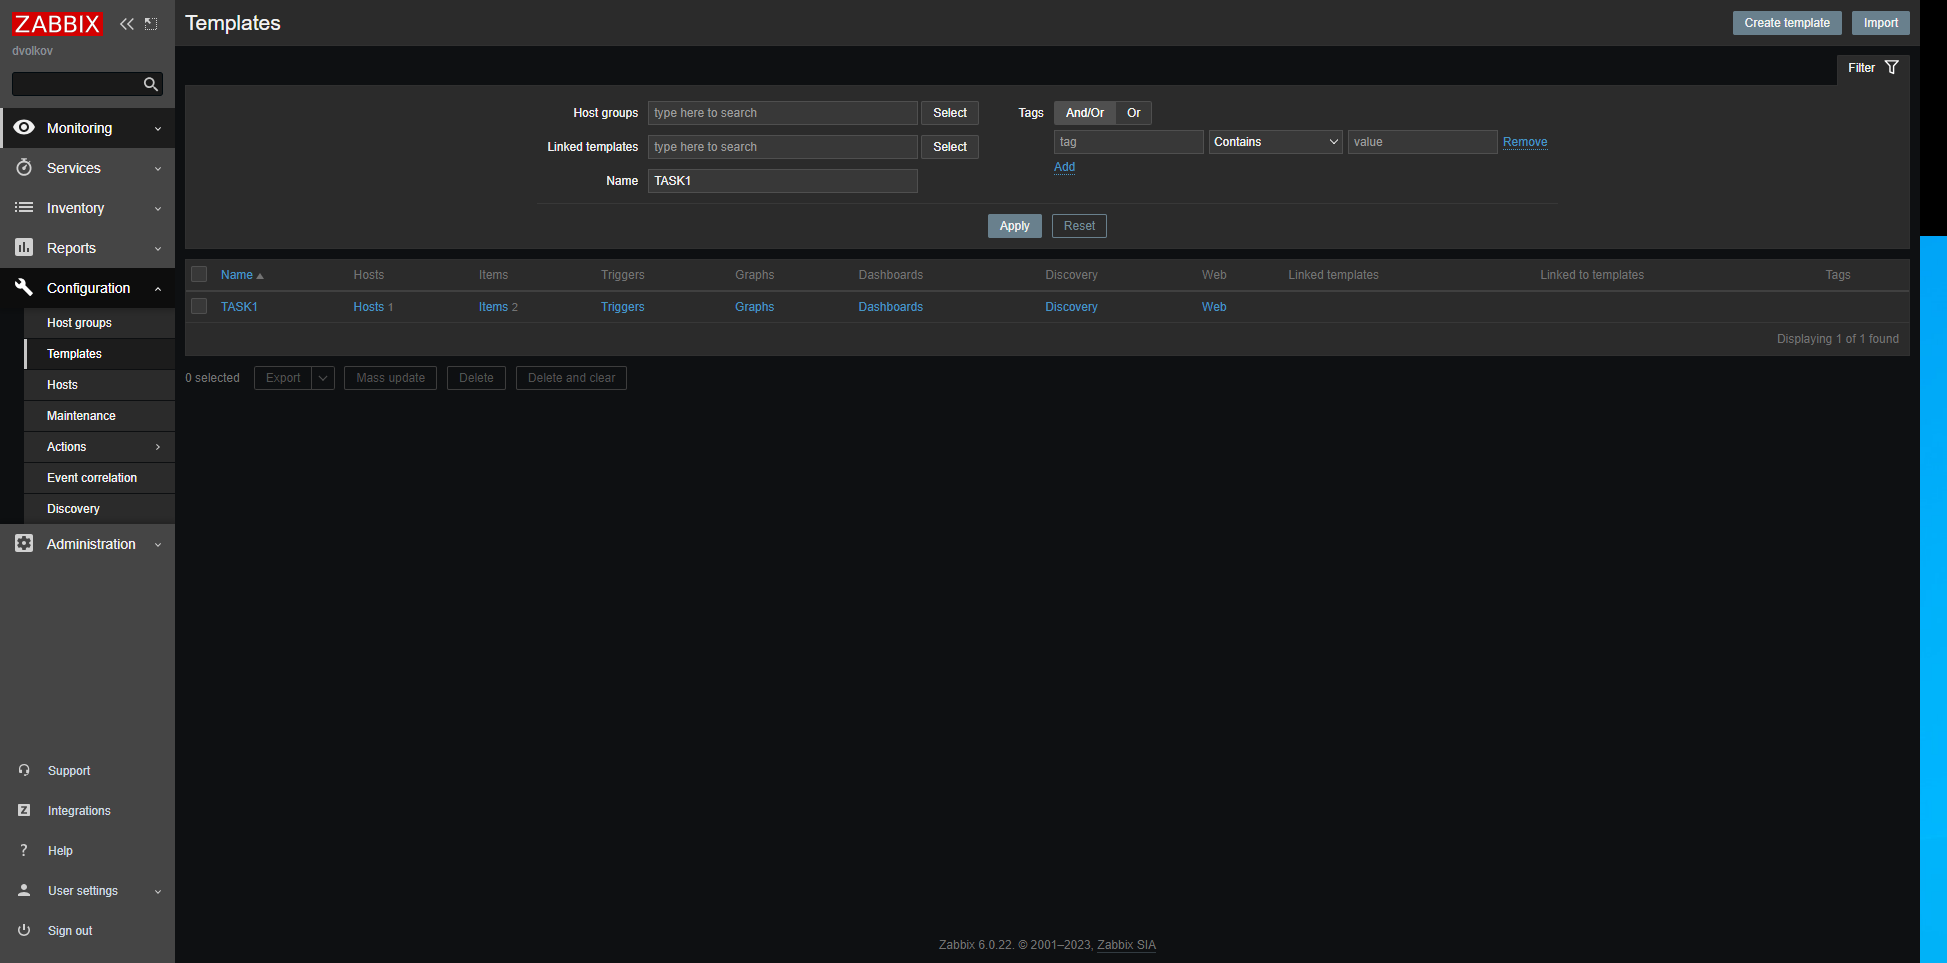 ZABBIX
dvolkov
Monitoring
Services
Inventory
Reports
Configuration
Host groups
Templates
Hosts
Maintenance
Actions
Event correlation
Discovery
Administration
Support
Z Integrations
? Help
User settings
Sign out
Templates
Create template Import
Filter
Host groups type here to search Select
Linked templates type here to search Select
Name TASK1
Tags And/Or Or
tag Contains value Remove
Add
Apply Reset
Name Hosts Items Triggers Graphs Dashboards Discovery Web Linked templates Linked to templates Tags
TASK1 Hosts 1 Items 2 Triggers Graphs Dashboards Discovery Web
Displaying 1 of 1 found
0 selected Export Mass update Delete Delete and clear
Zabbix 6.0.22. © 2001–2023, Zabbix SIA